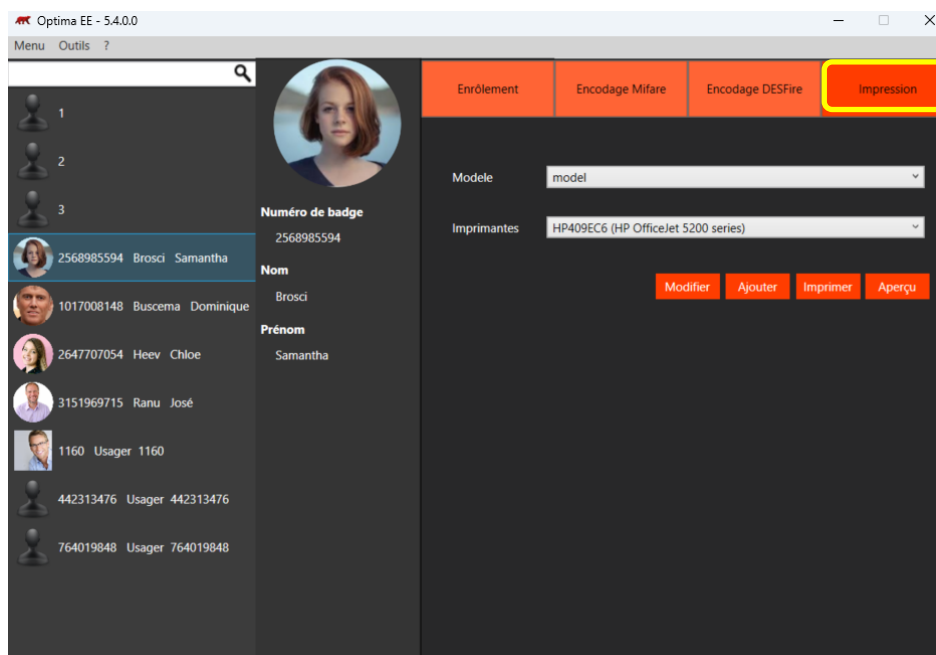 Optima EE - 5.4.0.0
Menu Outils ?
1
2
3
2568985594 Brosci Samantha
1017008148 Buscema Dominique
2647707054 Heev Chloe
3151969715 Ranu José
1160 Usager 1160
442313476 Usager 442313476
764019848 Usager 764019848
Numéro de badge
2568985594
Nom
Brosci
Prénom
Samantha
Enrôlement Encodage Mifare Encodage DESFire Impression
Modele model
Imprimantes HP409EC6 (HP OfficeJet 5200 series)
Modifier Ajouter Imprimer Aperçu